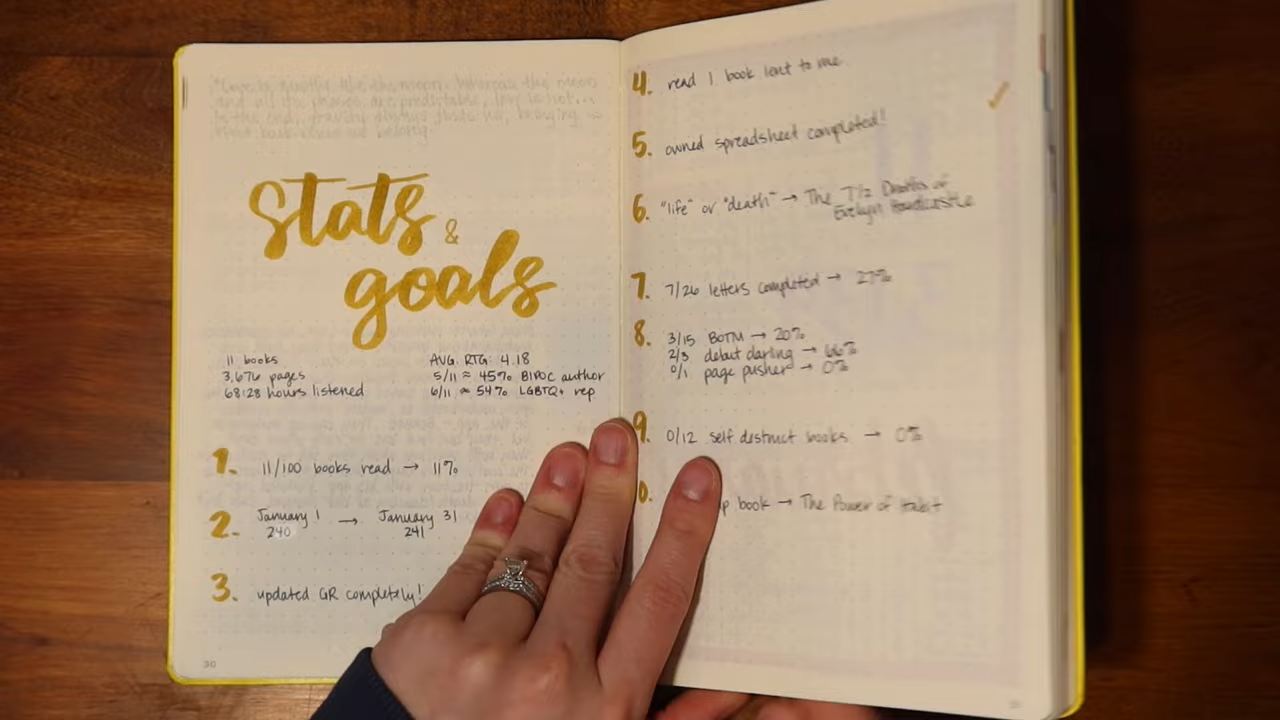 Stats &
goals
11 books
3,676 pages
68:28 hours listened
AVG. RTG: 4.18
5/11 ≈ 45% BIPOC author
6/11 ≈ 54% LGBTQ+ rep
1. 11/100 books read → 11%
2. January 1 → January 31
240 241
3. updated GR completely!
30
4. read 1 book lent to me
5. owned spreadsheet completed!
6. "life" or "death" → The 7½ Deaths of
Evelyn Hardcastle
7. 7/26 letters completed → 27%
8. 3/15 BOTM → 20%
2/3 debut darling → 66%
0/1 page pusher → 0%
9. 0/12 self destruct books → 0%
0. p book → The Power of Habit